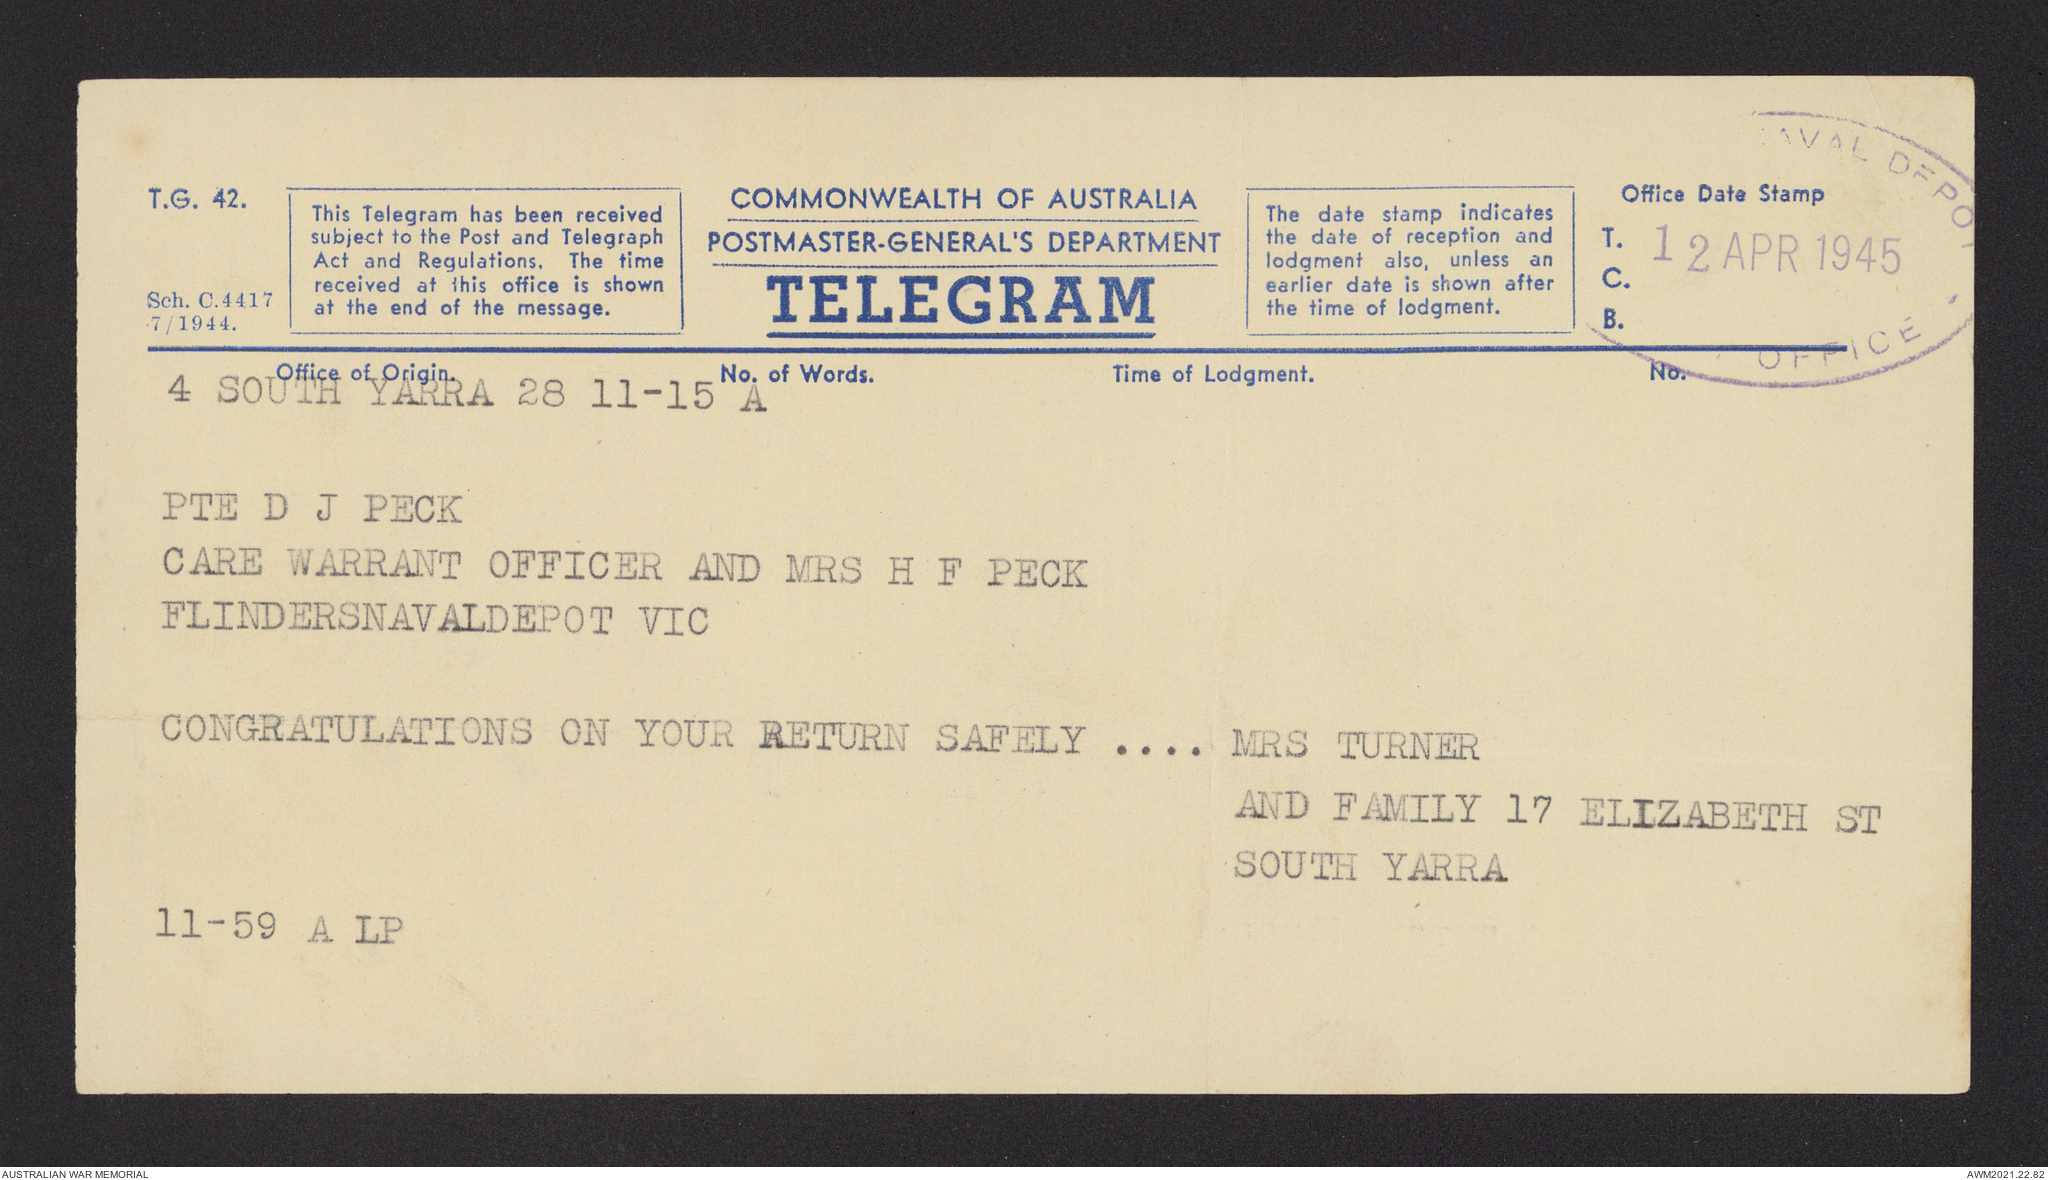 T.G. 42.
Sch. C.4417
7/1944.
This Telegram has been received
subject to the Post and Telegraph
Act and Regulations. The time
received at this office is shown
at the end of the message.
COMMONWEALTH OF AUSTRALIA
POSTMASTER-GENERAL'S DEPARTMENT
TELEGRAM
The date stamp indicates
the date of reception and
lodgment also, unless an
earlier date is shown after
the time of lodgment.
Office Date Stamp
T.
C.
B.
AVAL DEPOT
12 APR 1945
OFFICE
Office of Origin. No. of Words. Time of Lodgment. No.
4 SOUTH YARRA 28 11-15 A
PTE D J PECK
CARE WARRANT OFFICER AND MRS H F PECK
FLINDERSNAVALDEPOT VIC
CONGRATULATIONS ON YOUR RETURN SAFELY .... MRS TURNER
AND FAMILY 17 ELIZABETH ST
SOUTH YARRA
11-59 A LP
AUSTRALIAN WAR MEMORIAL
AWM2021.22.82